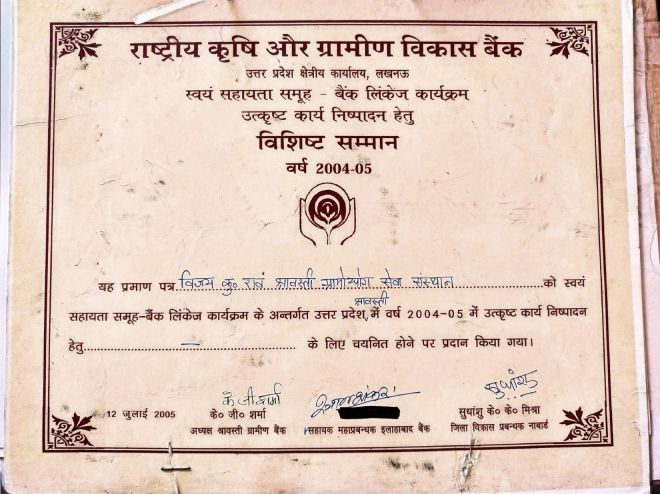 राष्ट्रीय कृषि और ग्रामीण विकास बैंक
उत्तर प्रदेश क्षेत्रीय कार्यालय, लखनऊ
स्वयं सहायता समूह - बैंक लिंकेज कार्यक्रम
उत्कृष्ट कार्य निष्पादन हेतु
विशिष्ट सम्मान
वर्ष 2004-05
यह प्रमाण पत्र विजय कु० एवं श्रावस्ती ग्रामोद्योग सेवा संस्थान को स्वयं
श्रावस्ती
सहायता समूह-बैंक लिंकेज कार्यक्रम के अन्तर्गत उत्तर प्रदेश, में वर्ष 2004-05 में उत्कृष्ट कार्य निष्पादन
हेतु................–................ के लिए चयनित होने पर प्रदान किया गया।
के जी शर्मा
सुधांशु
12 जुलाई 2005 के० जी० शर्मा सुधांशु के० के० मिश्रा
अध्यक्ष श्रावस्ती ग्रामीण बैंक सहायक महाप्रबन्धक इलाहाबाद बैंक जिला विकास प्रबन्धक नाबार्ड